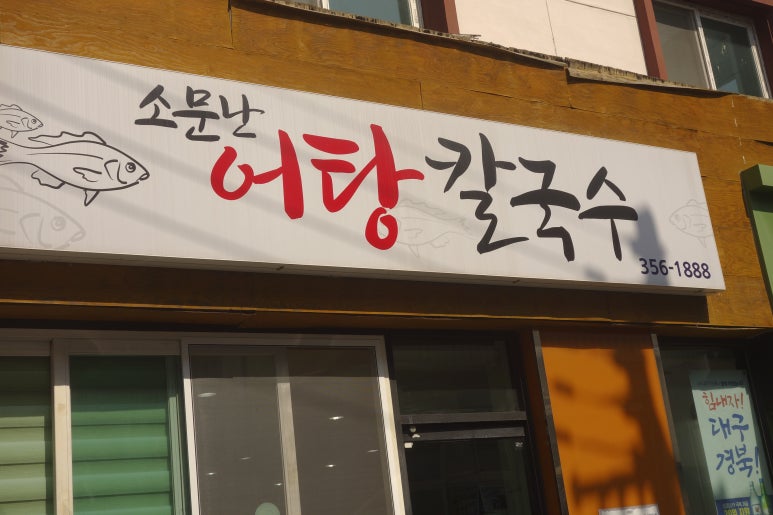 소문난
어탕 칼국수
356-1888
힘내자!
대구
경북!